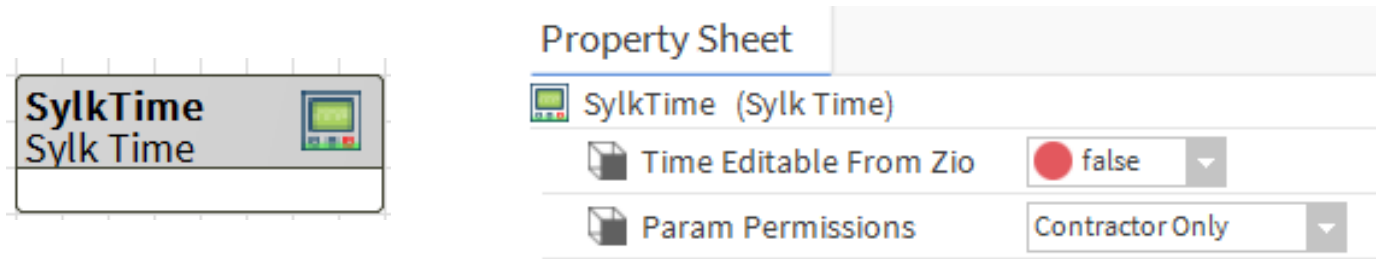 SylkTime
Sylk Time
Property Sheet
SylkTime (Sylk Time)
Time Editable From Zio false
Param Permissions Contractor Only